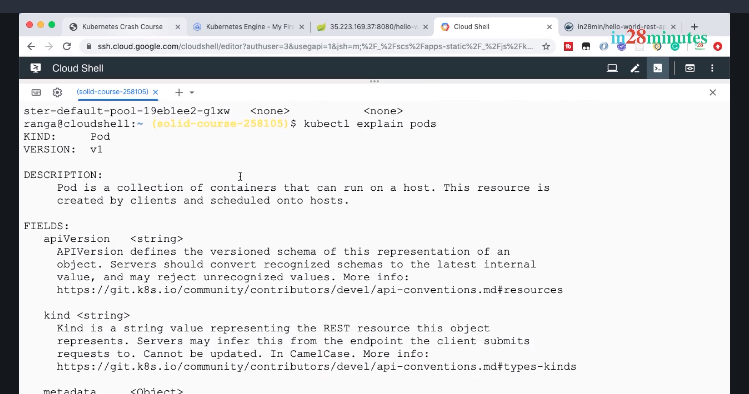 Kubernetes Crash Course
Kubernetes Engine - My Firs
35.223.169.37:8080/hello-w
Cloud Shell
in28min/hello-world-rest-ap
in28minutes
ssh.cloud.google.com/cloudshell/editor?authuser=3&usegapi=1&jsh=m;%2F_%2Fscs%2Fapps-static%2F_%2Fjs%2Fk...
Cloud Shell
(solid-course-258105)
ster-default-pool-19eblee2-glxw <none> <none>
ranga@cloudshell:~ (solid-course-258105)$ kubectl explain pods
KIND: Pod
VERSION: v1
DESCRIPTION:
Pod is a collection of containers that can run on a host. This resource is
created by clients and scheduled onto hosts.
FIELDS:
apiVersion <string>
APIVersion defines the versioned schema of this representation of an
object. Servers should convert recognized schemas to the latest internal
value, and may reject unrecognized values. More info:
https://git.k8s.io/community/contributors/devel/api-conventions.md#resources
kind <string>
Kind is a string value representing the REST resource this object
represents. Servers may infer this from the endpoint the client submits
requests to. Cannot be updated. In CamelCase. More info:
https://git.k8s.io/community/contributors/devel/api-conventions.md#types-kinds
metadata <Object>